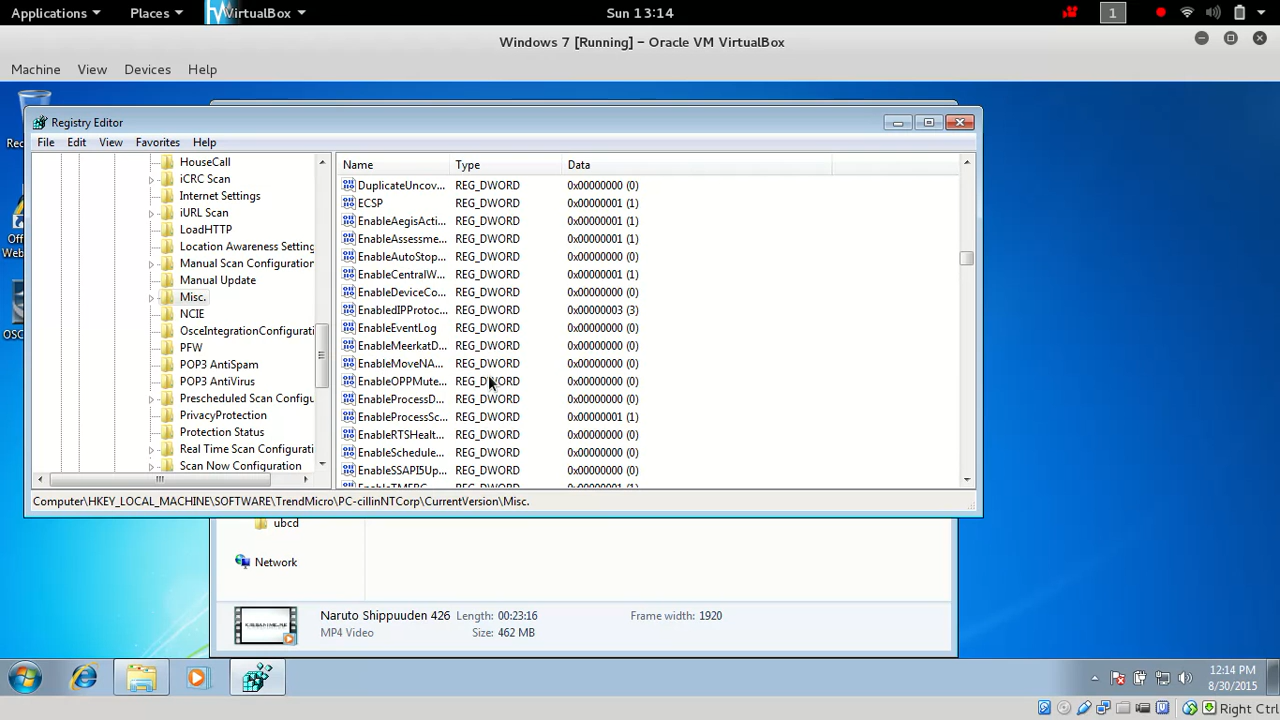 Applications Places VirtualBox Sun 13:14 1
Windows 7 [Running] – Oracle VM VirtualBox
Machine View Devices Help
Registry Editor
File Edit View Favorites Help
HouseCall
iCRC Scan
Internet Settings
iURL Scan
LoadHTTP
Location Awareness Setting
Manual Scan Configuration
Manual Update
Misc.
NCIE
OsceIntegrationConfigurati
PFW
POP3 AntiSpam
POP3 AntiVirus
Prescheduled Scan Configu
PrivacyProtection
Protection Status
Real Time Scan Configurati
Scan Now Configuration
Name Type Data
DuplicateUncov... REG_DWORD 0x00000000 (0)
ECSP REG_DWORD 0x00000001 (1)
EnableAegisActi... REG_DWORD 0x00000001 (1)
EnableAssessme... REG_DWORD 0x00000001 (1)
EnableAutoStop... REG_DWORD 0x00000000 (0)
EnableCentralW... REG_DWORD 0x00000001 (1)
EnableDeviceCo... REG_DWORD 0x00000000 (0)
EnabledIPProtoc... REG_DWORD 0x00000003 (3)
EnableEventLog REG_DWORD 0x00000000 (0)
EnableMeerkatD... REG_DWORD 0x00000000 (0)
EnableMoveNA... REG_DWORD 0x00000000 (0)
EnableOPPMute... REG_DWORD 0x00000000 (0)
EnableProcessD... REG_DWORD 0x00000000 (0)
EnableProcessSc... REG_DWORD 0x00000001 (1)
EnableRTSHealt... REG_DWORD 0x00000000 (0)
EnableSchedule... REG_DWORD 0x00000000 (0)
EnableSSAPI5Up... REG_DWORD 0x00000000 (0)
Computer\HKEY_LOCAL_MACHINE\SOFTWARE\TrendMicro\PC-cillinNTCorp\CurrentVersion\Misc.
ubcd
Network
Naruto Shippuuden 426 Length: 00:23:16 Frame width: 1920
MP4 Video Size: 462 MB
12:14 PM
8/30/2015
Right Ctrl